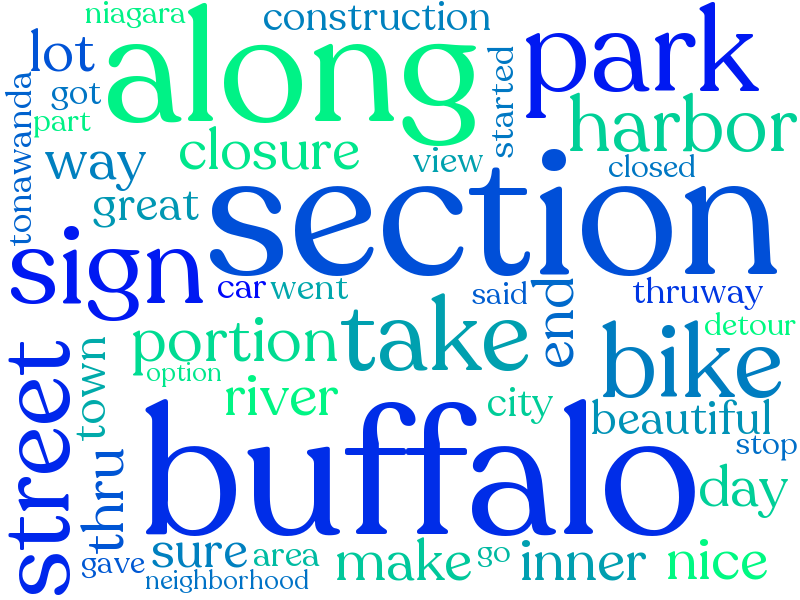 niagara
construction
along
park
lot
started
got
harbor
part
tonawanda
closure
way
view
closed
section
great
sign
car
went
said
end
thruway
take
detour
portion
bike
street
town
option
river
city
beautiful
buffalo
stop
day
thru
sure
area
make
go
inner
nice
gave
neighborhood